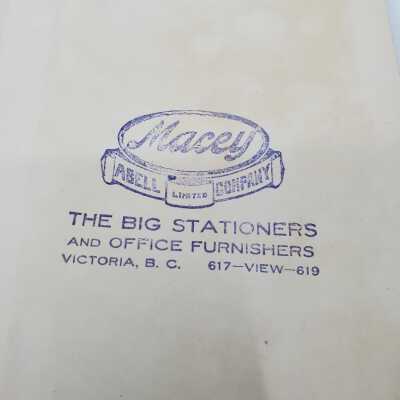 Macey
ABELL LIMITED COMPANY
THE BIG STATIONERS
AND OFFICE FURNISHERS
VICTORIA, B. C. 617-VIEW-619